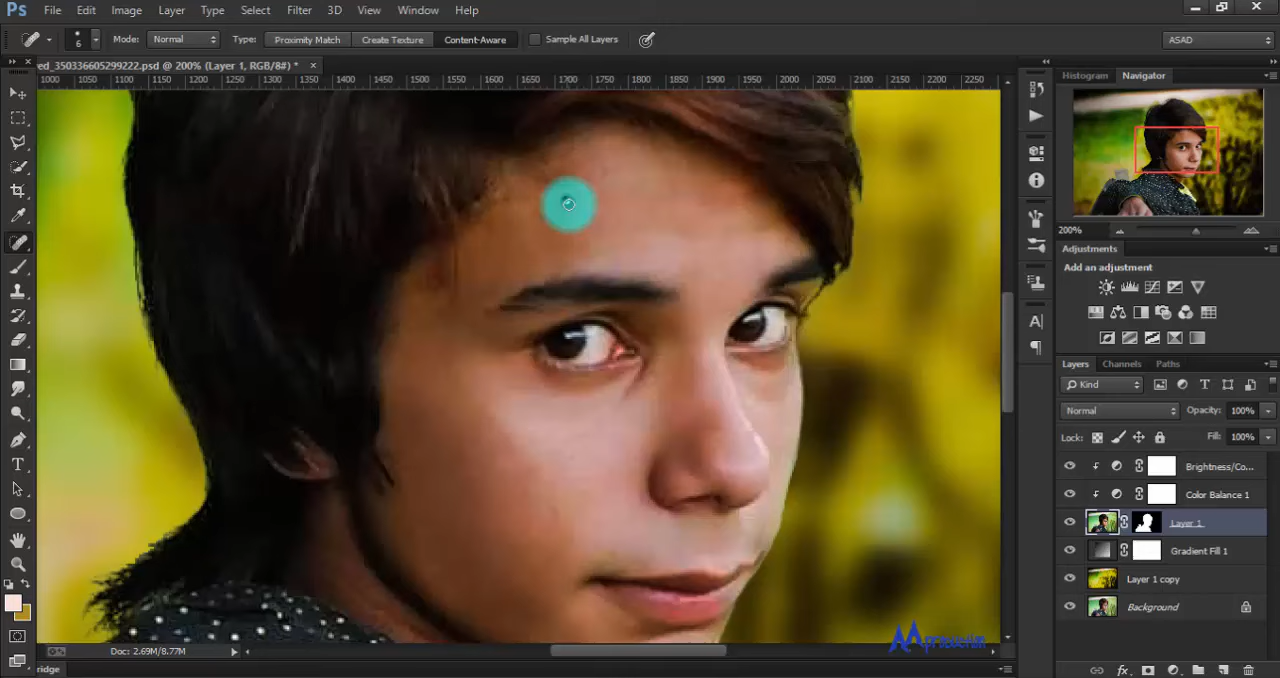 Ps File Edit Image Layer Type Select Filter 3D View Window Help
6 Mode: Normal Type: Proximity Match Create Texture Content-Aware Sample All Layers ASAD
ed_350336605299222.psd @ 200% (Layer 1, RGB/8#) * ×
1000 1050 1100 1150 1200 1250 1300 1350 1400 1450 1500 1550 1600 1650 1700 1750 1800 1850 1900 1950 2000 2050 2100 2150 2200 2250
Histogram Navigator
200%
Adjustments
Add an adjustment
Layers Channels Paths
Kind
Normal Opacity: 100%
Lock: Fill: 100%
Brightness/Co...
Color Balance 1
Layer 1
Gradient Fill 1
Layer 1 copy
Background
AA production
Doc: 2.69M/8.77M
ridge